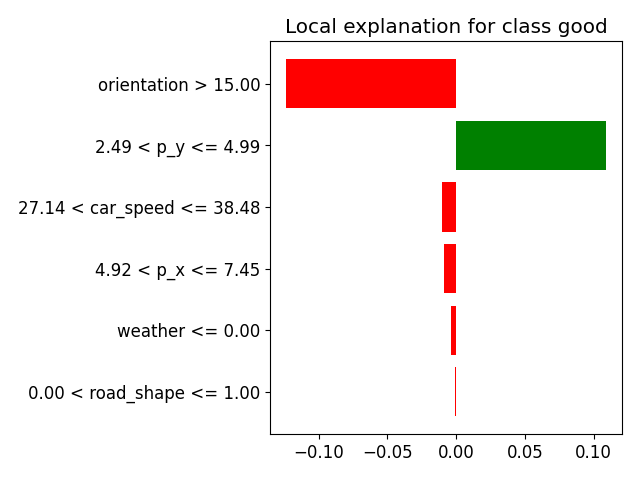 Local explanation for class good
orientation > 15.00
2.49 < p_y <= 4.99
27.14 < car_speed <= 38.48
4.92 < p_x <= 7.45
weather <= 0.00
0.00 < road_shape <= 1.00
−0.10 −0.05 0.00 0.05 0.10